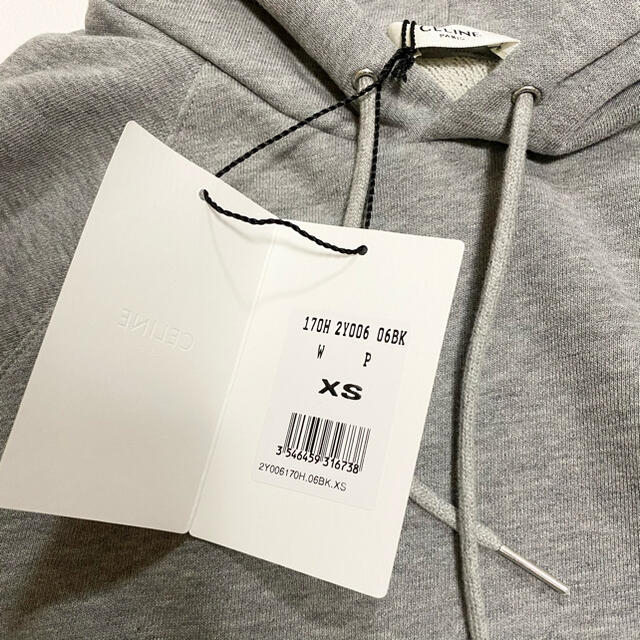 CELINE
PARIS
CELINE
170H 2Y006 06BK
W P
XS
3 546459 316738
2Y006170H.06BK.XS